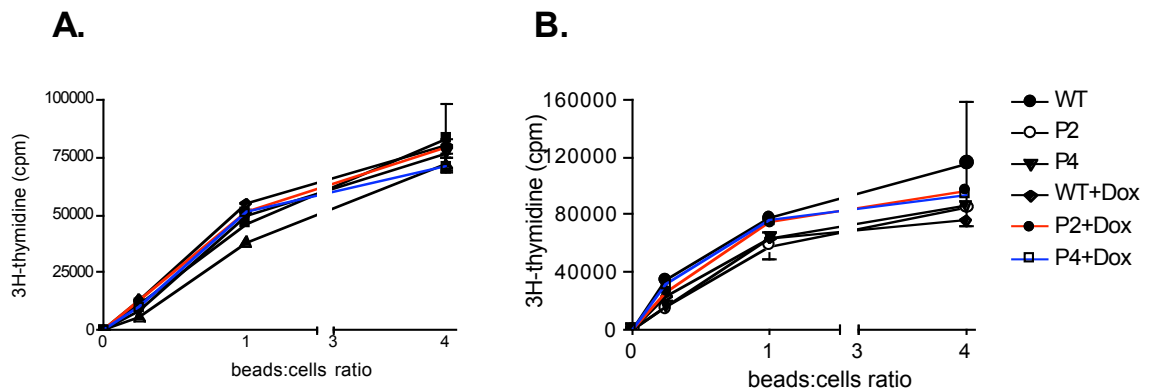 A.
B.
100000
75000
50000
25000
0
3H-thymidine (cpm)
0 1 3 4
beads:cells ratio
160000
120000
80000
40000
0
3H-thymidine (cpm)
0 1 3 4
beads:cells ratio
WT
P2
P4
WT+Dox
P2+Dox
P4+Dox